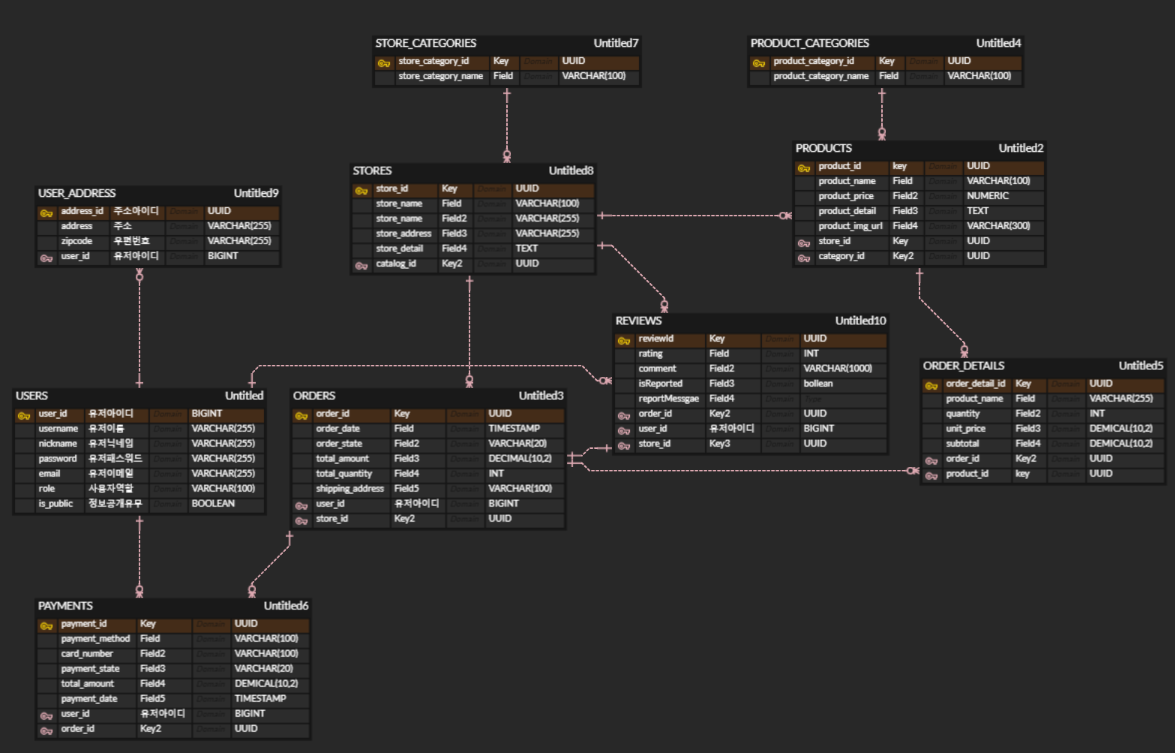 STORE_CATEGORIES Untitled7
store_category_id Key Domain UUID
store_category_name Field Domain VARCHAR(100)
PRODUCT_CATEGORIES Untitled4
product_category_id Key Domain UUID
product_category_name Field Domain VARCHAR(100)
PRODUCTS Untitled2
product_id key Domain UUID
product_name Field Domain VARCHAR(100)
product_price Field2 Domain NUMERIC
product_detail Field3 Domain TEXT
product_img_url Field4 Domain VARCHAR(300)
store_id Key Domain UUID
category_id Key2 Domain UUID
STORES Untitled8
store_id Key Domain UUID
store_name Field Domain VARCHAR(100)
store_name Field2 Domain VARCHAR(255)
store_address Field3 Domain VARCHAR(255)
store_detail Field4 Domain TEXT
catalog_id Key2 Domain UUID
USER_ADDRESS Untitled9
address_id 주소아이디 Domain UUID
address 주소 Domain VARCHAR(255)
zipcode 우편번호 Domain VARCHAR(255)
user_id 유저아이디 Domain BIGINT
REVIEWS Untitled10
reviewId Key Domain UUID
rating Field Domain INT
comment Field2 Domain VARCHAR(1000)
isReported Field3 Domain bollean
reportMessgae Field4 Domain Type
order_id Key2 Domain UUID
user_id 유저아이디 Domain BIGINT
store_id Key3 Domain UUID
ORDER_DETAILS Untitled5
order_detail_id Key Domain UUID
product_name Field Domain VARCHAR(255)
quantity Field2 Domain INT
unit_price Field3 Domain DEMICAL(10,2)
subtotal Field4 Domain DEMICAL(10,2)
order_id Key2 Domain UUID
product_id key Domain UUID
USERS Untitled
user_id 유저아이디 Domain BIGINT
username 유저이름 Domain VARCHAR(255)
nickname 유저닉네임 Domain VARCHAR(255)
password 유저패스워드 Domain VARCHAR(255)
email 유저이메일 Domain VARCHAR(255)
role 사용자역할 Domain VARCHAR(100)
is_public 정보공개유무 Domain BOOLEAN
ORDERS Untitled3
order_id Key Domain UUID
order_date Field Domain TIMESTAMP
order_state Field2 Domain VARCHAR(20)
total_amount Field3 Domain DECIMAL(10,2)
total_quantity Field4 Domain INT
shipping_address Field5 Domain VARCHAR(100)
user_id 유저아이디 Domain BIGINT
store_id Key2 Domain UUID
PAYMENTS Untitled6
payment_id Key Domain UUID
payment_method Field Domain VARCHAR(100)
card_number Field2 Domain VARCHAR(100)
payment_state Field3 Domain VARCHAR(20)
total_amount Field4 Domain DEMICAL(10,2)
payment_date Field5 Domain TIMESTAMP
user_id 유저아이디 Domain BIGINT
order_id Key2 Domain UUID